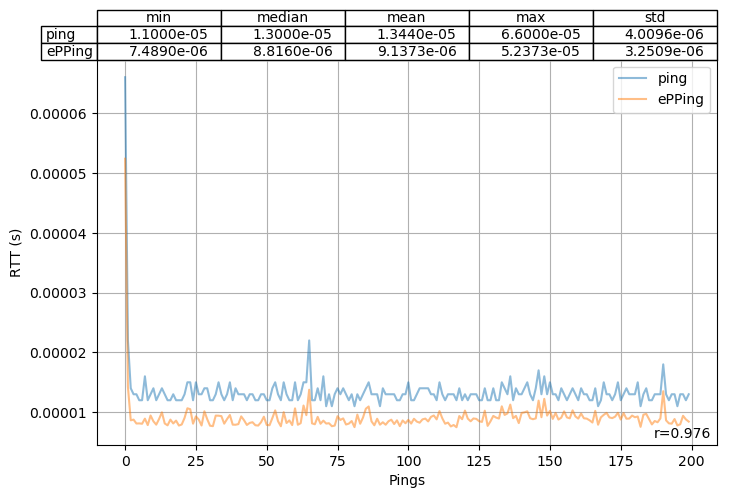 min median mean max std
ping 1.1000e-05 1.3000e-05 1.3440e-05 6.6000e-05 4.0096e-06
ePPing 7.4890e-06 8.8160e-06 9.1373e-06 5.2373e-05 3.2509e-06
ping
ePPing
0.00006
0.00005
0.00004
0.00003
0.00002
0.00001
RTT (s)
r=0.976
0 25 50 75 100 125 150 175 200
Pings